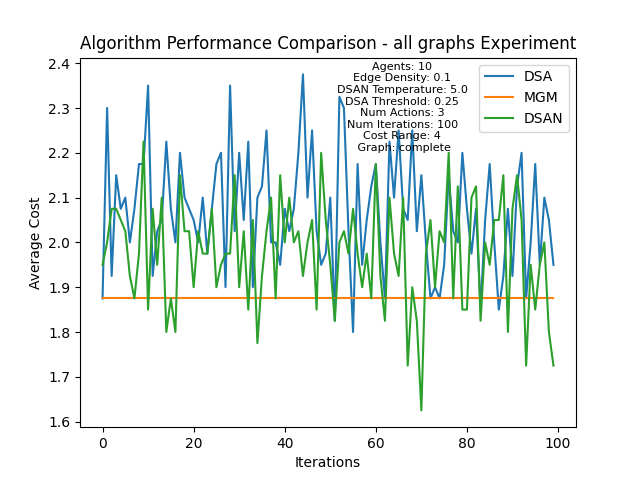 Algorithm Performance Comparison - all graphs Experiment
Agents: 10
Edge Density: 0.1
DSAN Temperature: 5.0
DSA Threshold: 0.25
Num Actions: 3
Num Iterations: 100
Cost Range: 4
Graph: complete
DSA
MGM
DSAN
Average Cost
2.4
2.3
2.2
2.1
2.0
1.9
1.8
1.7
1.6
0 20 40 60 80 100
Iterations